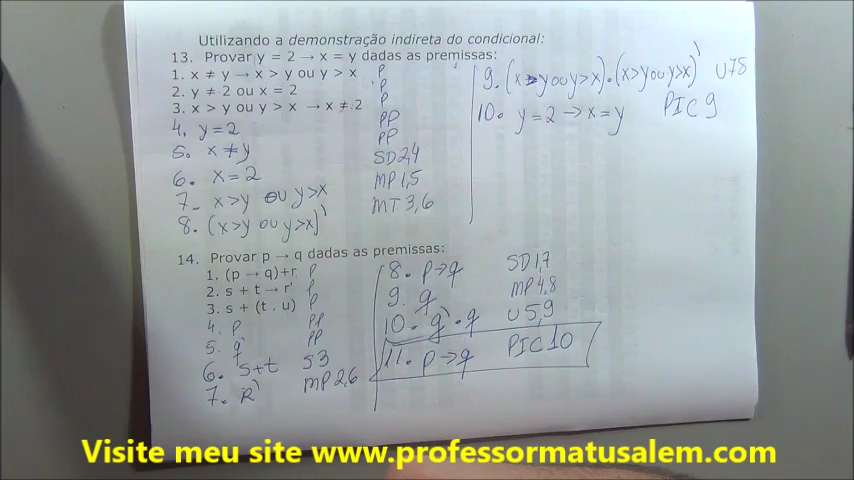 Utilizando a demonstração indireta do condicional:
13. Provar y = 2 → x = y dadas as premissas:
1. x ≠ y → x > y ou y > x P
2. y ≠ 2 ou x = 2 P
3. x > y ou y > x → x ≠ 2 P
4. y = 2 PP
5. x ≠ y PP
6. x = 2 SD 2,4
7. x>y ou y>x MP 1,5
8. (x>y ou y>x)' MT 3,6
9. (x>y ou y>x)·(x>y ou y>x)' U 7 8
10. y = 2 → x = y PIC 9
14. Provar p → q dadas as premissas:
1. (p → q)+r P
2. s + t → r' P
3. s + (t . u) P
4. p PP
5. q' PP
6. s+t S3
7. R' MP 2,6
8. p→q SD 1,7
9. q MP 4,8
10. q'·q U 5,9
11. p→q PIC 10
Visite meu site www.professormatusalem.com